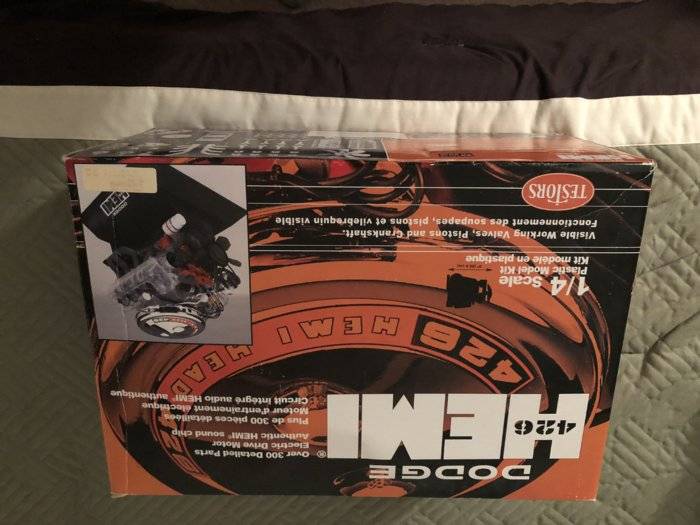 DODGE
426
HEMI®
Over 300 Detailed Parts
Electric Drive Motor
Authentic HEMI® sound chip
Plus de 300 pièces détaillées
Moteur d'entraînement électrique
Circuit intégré audio HEMI® authentique
426 HEMI HEAD
1/4 Scale
Plastic Model Kit
Kit modèle en plastique
Visible Working Valves, Pistons and Crankshaft.
Fonctionnement des soupapes, pistons et vilebrequin visible
TESTORS
DODGE
HEMI